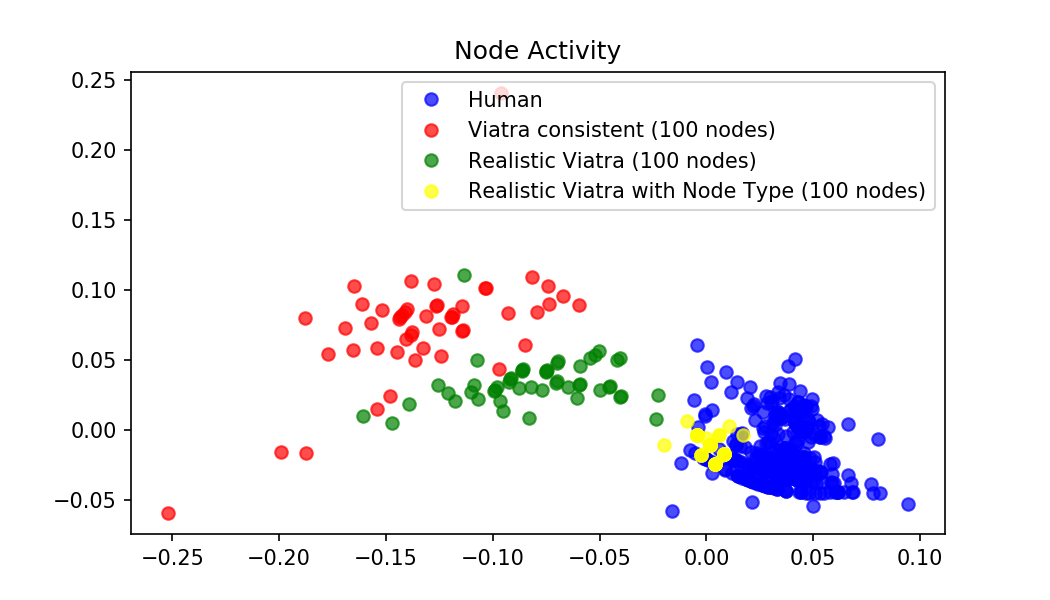 Node Activity
0.25
0.20
0.15
0.10
0.05
0.00
−0.05
Human
Viatra consistent (100 nodes)
Realistic Viatra (100 nodes)
Realistic Viatra with Node Type (100 nodes)
−0.25 −0.20 −0.15 −0.10 −0.05 0.00 0.05 0.10